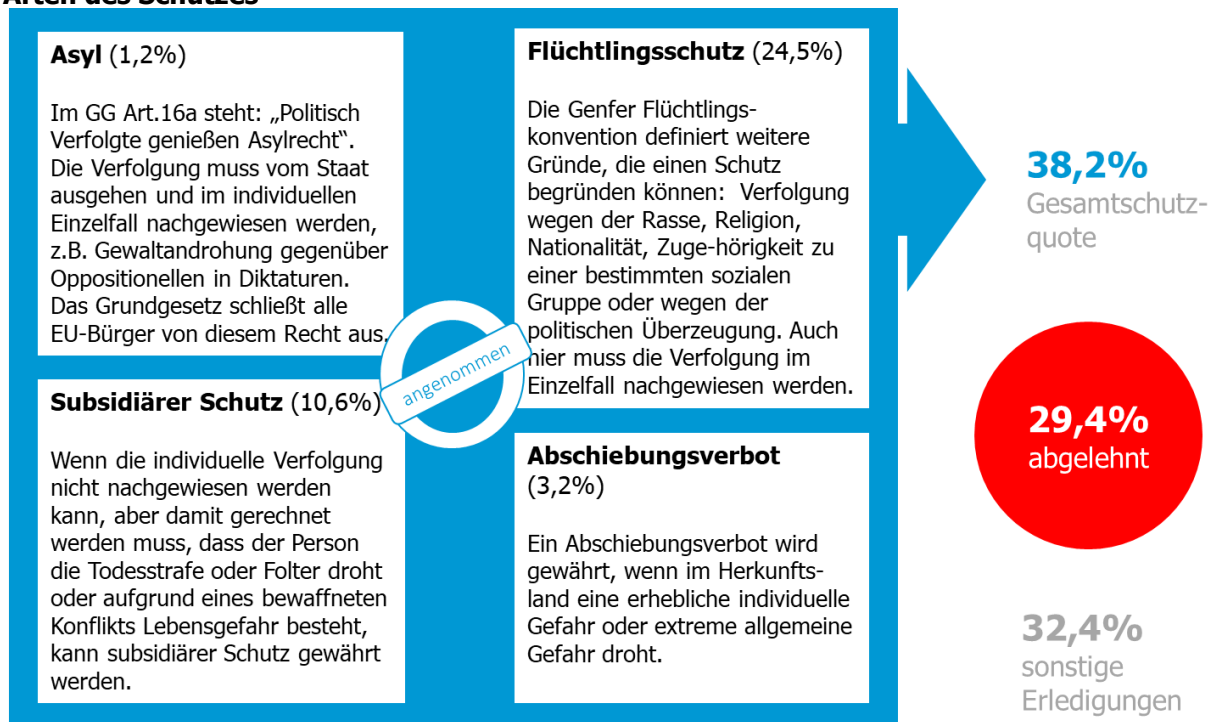 Arten des Schutzes
Asyl (1,2%)
Im GG Art.16a steht: „Politisch
Verfolgte genießen Asylrecht“.
Die Verfolgung muss vom Staat
ausgehen und im individuellen
Einzelfall nachgewiesen werden,
z.B. Gewaltandrohung gegenüber
Oppositionellen in Diktaturen.
Das Grundgesetz schließt alle
EU-Bürger von diesem Recht aus.
Flüchtlingsschutz (24,5%)
Die Genfer Flüchtlings-
konvention definiert weitere
Gründe, die einen Schutz
begründen können: Verfolgung
wegen der Rasse, Religion,
Nationalität, Zuge-hörigkeit zu
einer bestimmten sozialen
Gruppe oder wegen der
politischen Überzeugung. Auch
hier muss die Verfolgung im
Einzelfall nachgewiesen werden.
angenommen
Subsidiärer Schutz (10,6%)
Wenn die individuelle Verfolgung
nicht nachgewiesen werden
kann, aber damit gerechnet
werden muss, dass der Person
die Todesstrafe oder Folter droht
oder aufgrund eines bewaffneten
Konflikts Lebensgefahr besteht,
kann subsidiärer Schutz gewährt
werden.
Abschiebungsverbot
(3,2%)
Ein Abschiebungsverbot wird
gewährt, wenn im Herkunfts-
land eine erhebliche individuelle
Gefahr oder extreme allgemeine
Gefahr droht.
38,2%
Gesamtschutz-
quote
29,4%
abgelehnt
32,4%
sonstige
Erledigungen